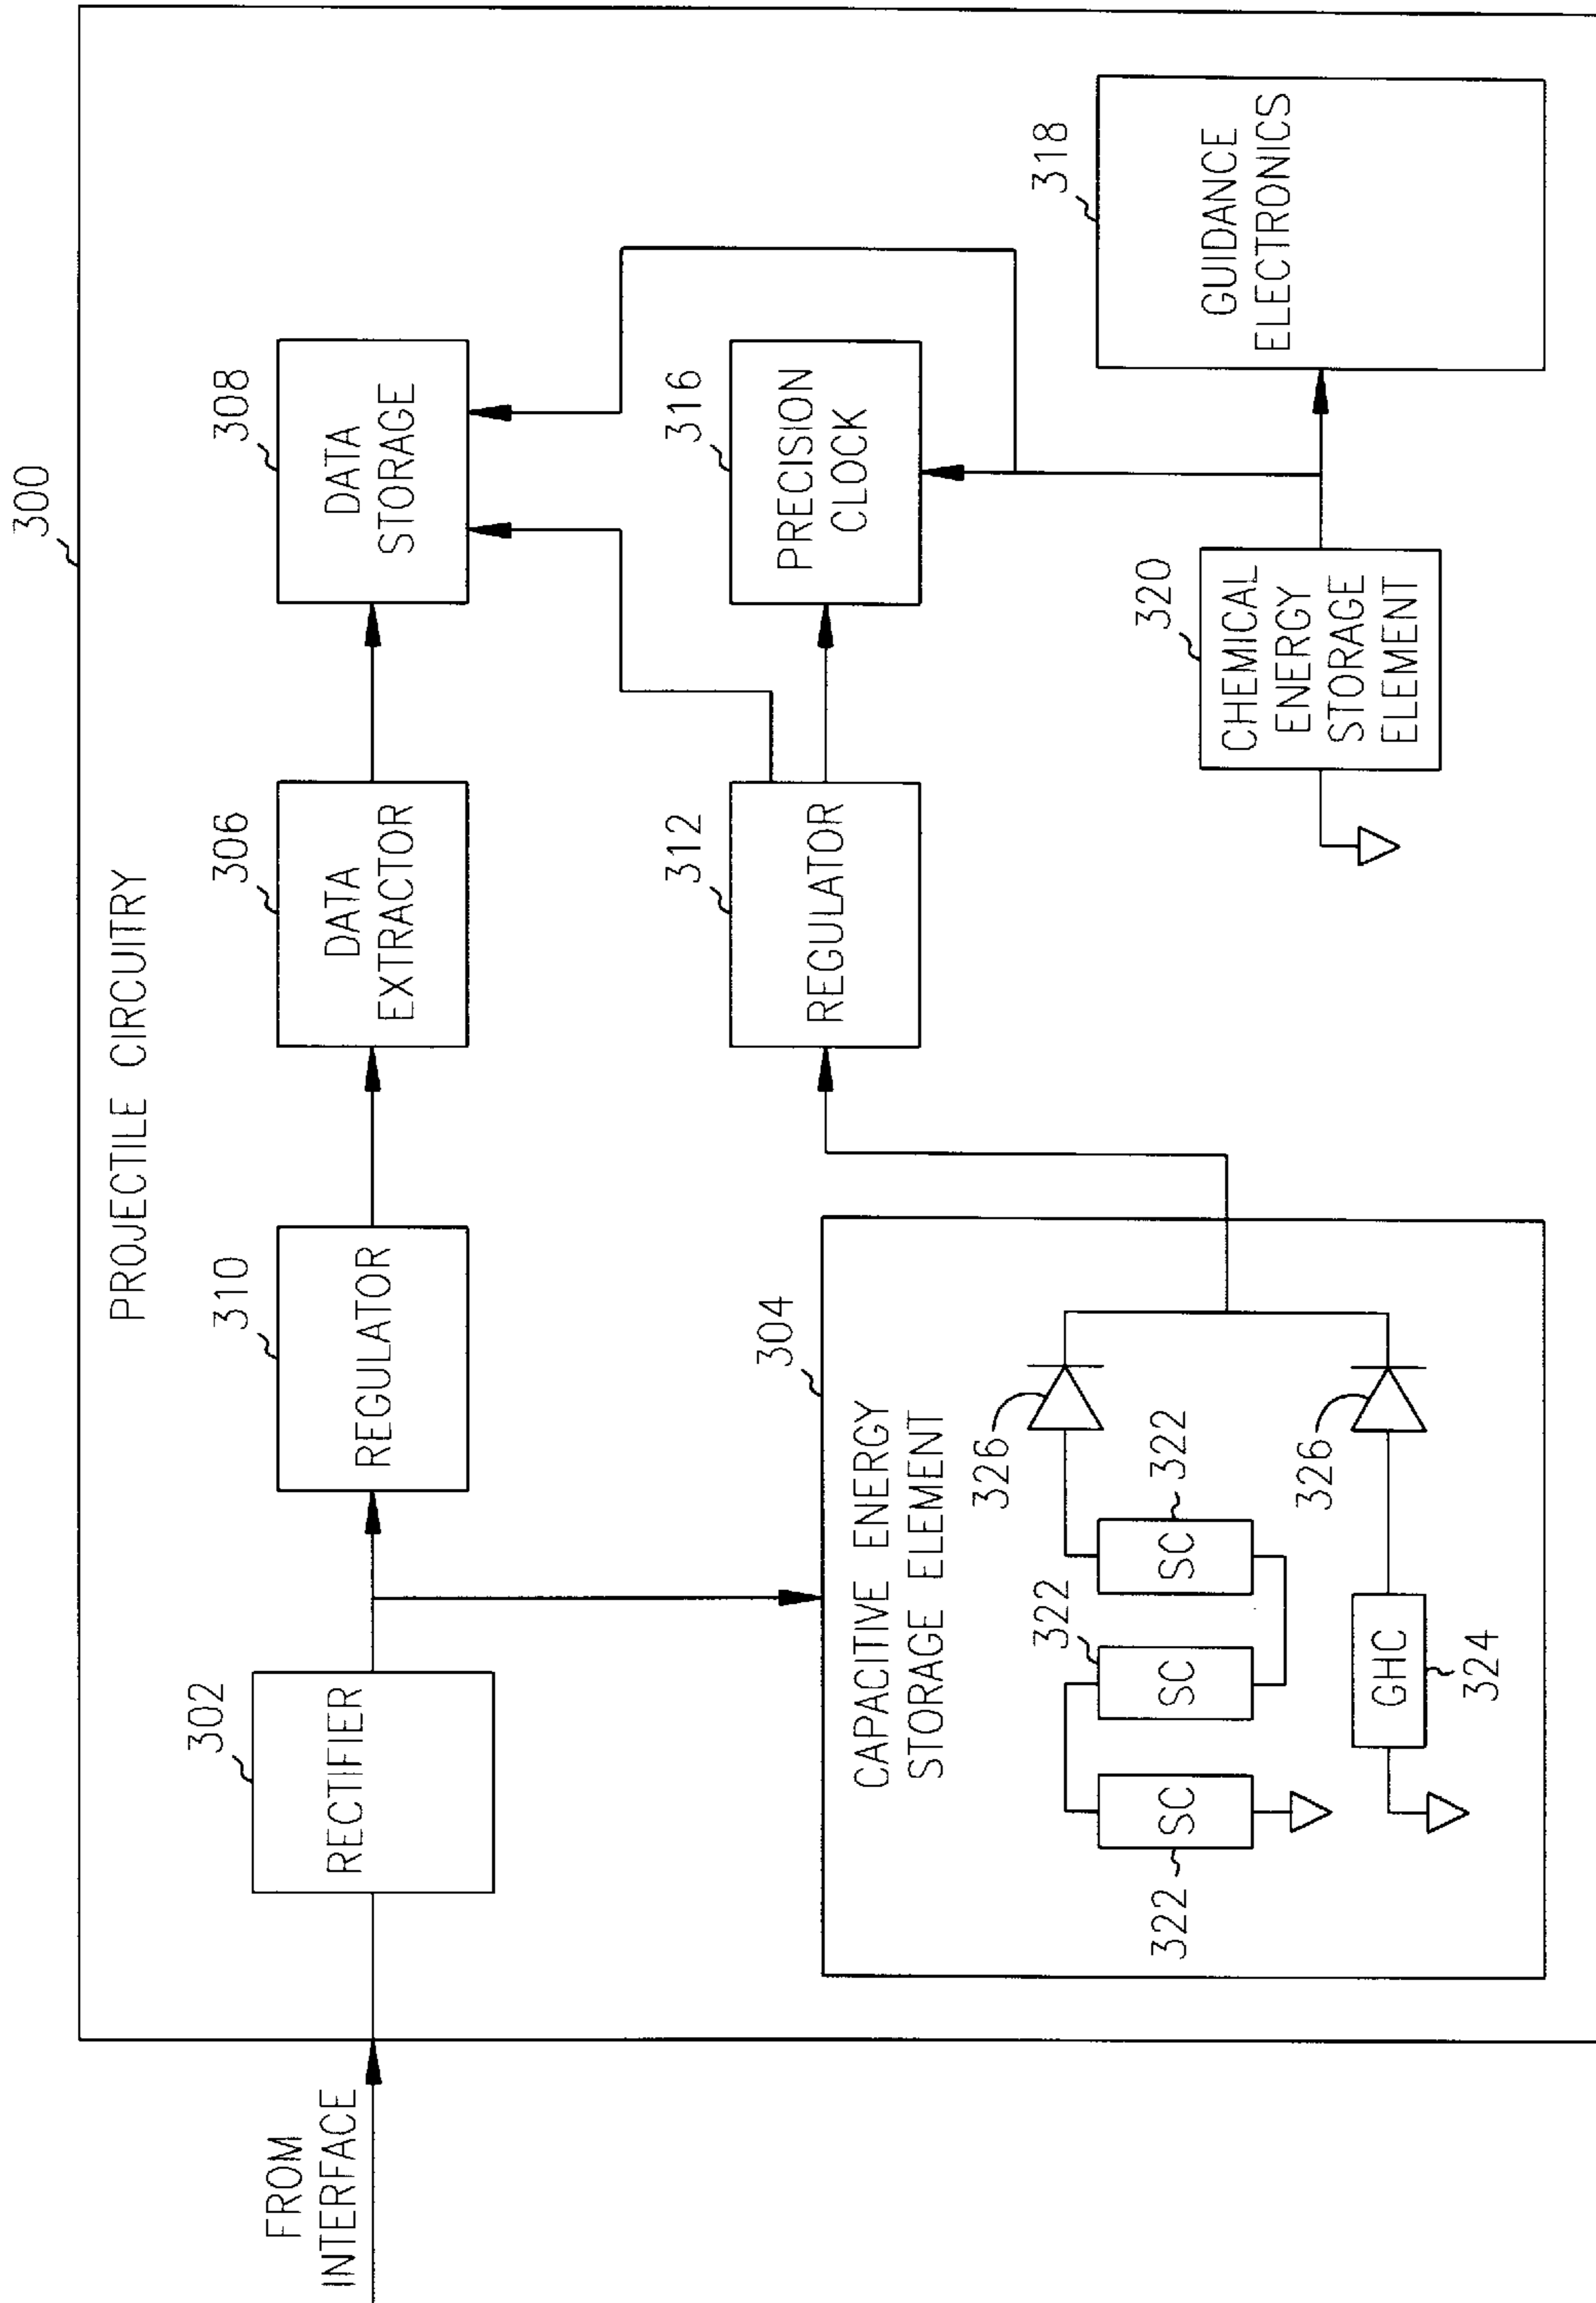 300
PROJECTILE CIRCUITRY
FROM
INTERFACE
302
RECTIFIER
310
REGULATOR
306
DATA
EXTRACTOR
308
DATA
STORAGE
304
CAPACITIVE ENERGY
STORAGE ELEMENT
322
SC
322
SC
322
SC
326
GHC
324
326
312
REGULATOR
316
PRECISION
CLOCK
320
CHEMICAL
ENERGY
STORAGE
ELEMENT
318
GUIDANCE
ELECTRONICS